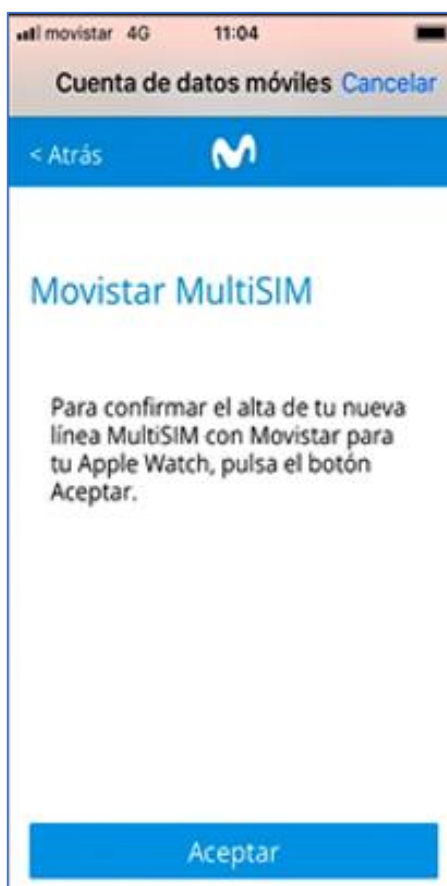 movistar 4G 11:04
Cuenta de datos móviles Cancelar
< Atrás
Movistar MultiSIM
Para confirmar el alta de tu nueva
línea MultiSIM con Movistar para
tu Apple Watch, pulsa el botón
Aceptar.
Aceptar